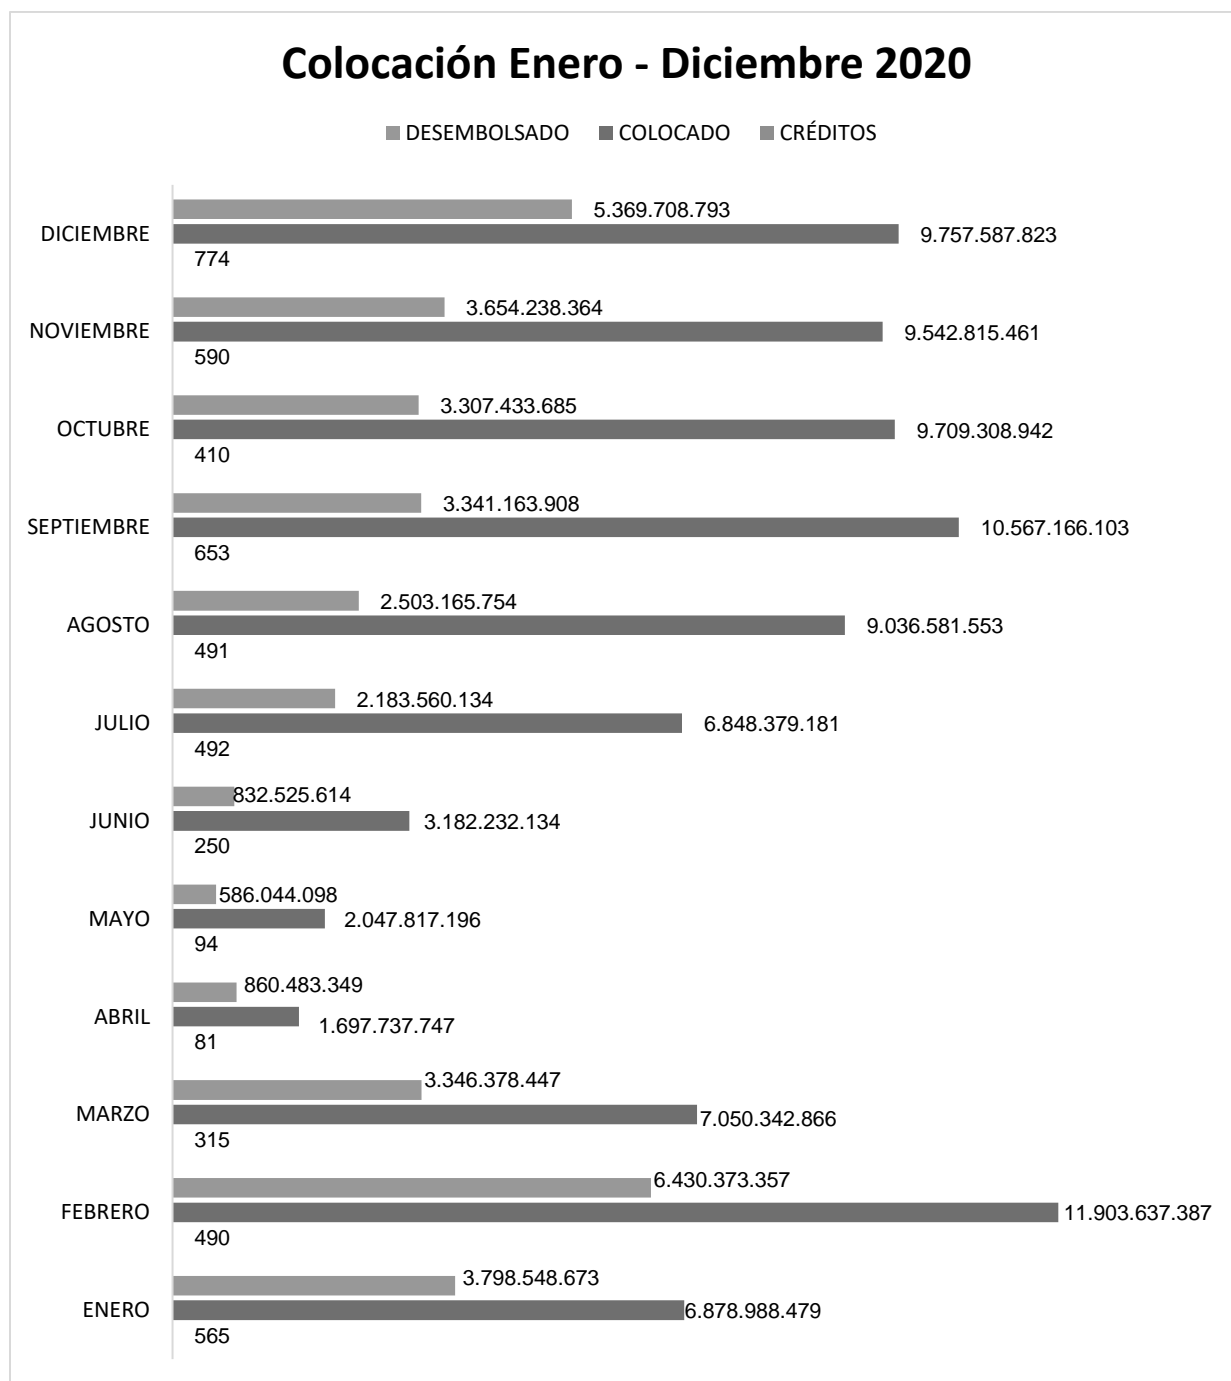 Colocación Enero - Diciembre 2020
DESEMBOLSADO COLOCADO CRÉDITOS
5.369.708.793
DICIEMBRE 9.757.587.823
774
3.654.238.364
NOVIEMBRE 9.542.815.461
590
3.307.433.685
OCTUBRE 9.709.308.942
410
3.341.163.908
SEPTIEMBRE 10.567.166.103
653
2.503.165.754
AGOSTO 9.036.581.553
491
2.183.560.134
JULIO 6.848.379.181
492
832.525.614
JUNIO 3.182.232.134
250
586.044.098
MAYO 2.047.817.196
94
860.483.349
ABRIL 1.697.737.747
81
3.346.378.447
MARZO 7.050.342.866
315
6.430.373.357
FEBRERO 11.903.637.387
490
3.798.548.673
ENERO 6.878.988.479
565